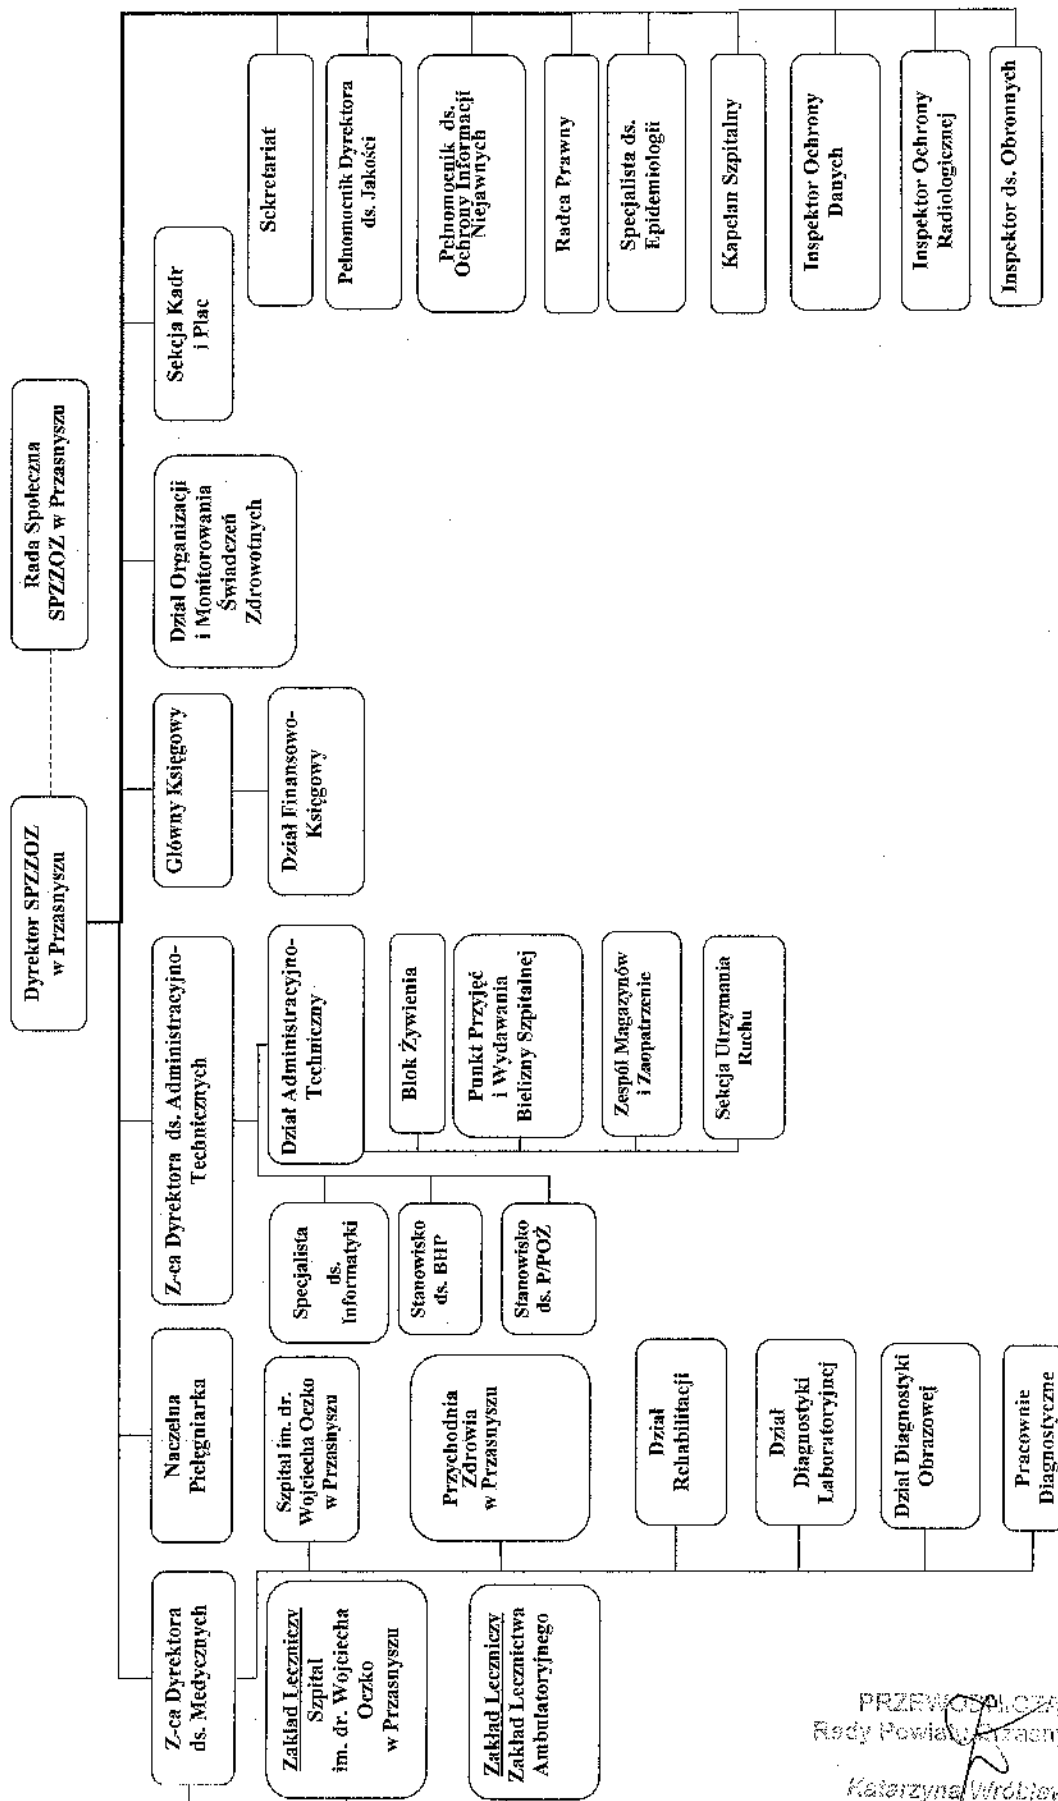 Dyrektor SPZZOZ
w Przasnyszu
Rada Społeczna
SPZZOZ w Przasnyszu
Z-ca Dyrektora
ds. Medycznych
Naczelna
Pielęgniarka
Z-ca Dyrektora ds. Administracyjno-
Technicznych
Główny Księgowy
Dział Organizacji
i Monitorowania
Świadczeń
Zdrowotnych
Sekcja Kadr
i Płac
Zakład Leczniczy
Szpital
im. dr. Wojciecha
Oczko
w Przasnyszu
Zakład Leczniczy
Zakład Lecznictwa
Ambulatoryjnego
Szpital im. dr.
Wojciecha Oczko
w Przasnyszu
Przychodnia
Zdrowia
w Przasnyszu
Dział
Rehabilitacji
Dział
Diagnostyki
Laboratoryjnej
Dział Diagnostyki
Obrazowej
Pracownie
Diagnostyczne
Specjalista
ds.
Informatyki
Stanowisko
ds. BHP
Stanowisko
ds. P/POŻ
Dział Administracyjno-
Techniczny
Blok Żywienia
Punkt Przyjęć
i Wydawania
Bielizny Szpitalnej
Zespół Magazynów
i Zaopatrzenie
Sekcja Utrzymania
Ruchu
Dział Finansowo-
Księgowy
Sekretariat
Pełnomocnik Dyrektora
ds. Jakości
Pełnomocnik ds.
Ochrony Informacji
Niejawnych
Radca Prawny
Specjalista ds.
Epidemiologii
Kapelan Szpitalny
Inspektor Ochrony
Danych
Inspektor Ochrony
Radiologicznej
Inspektor ds. Obronnych
Rady Powiatu
Katarzyna